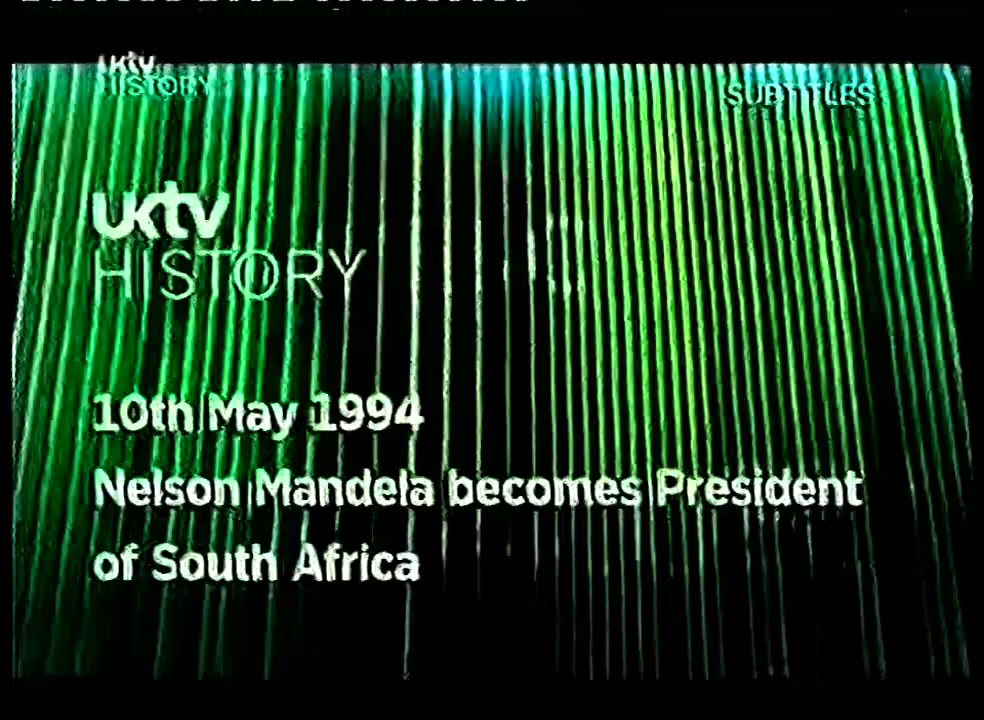 uktv
HISTORY
SUBTITLES
uktv
HISTORY
10th May 1994
Nelson Mandela becomes President
of South Africa